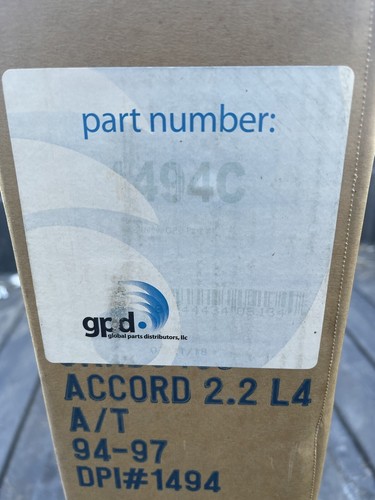 part number:
1494C
gpd
global parts distributors, llc
ACCORD 2.2 L4
A/T
94-97
DPI#1494